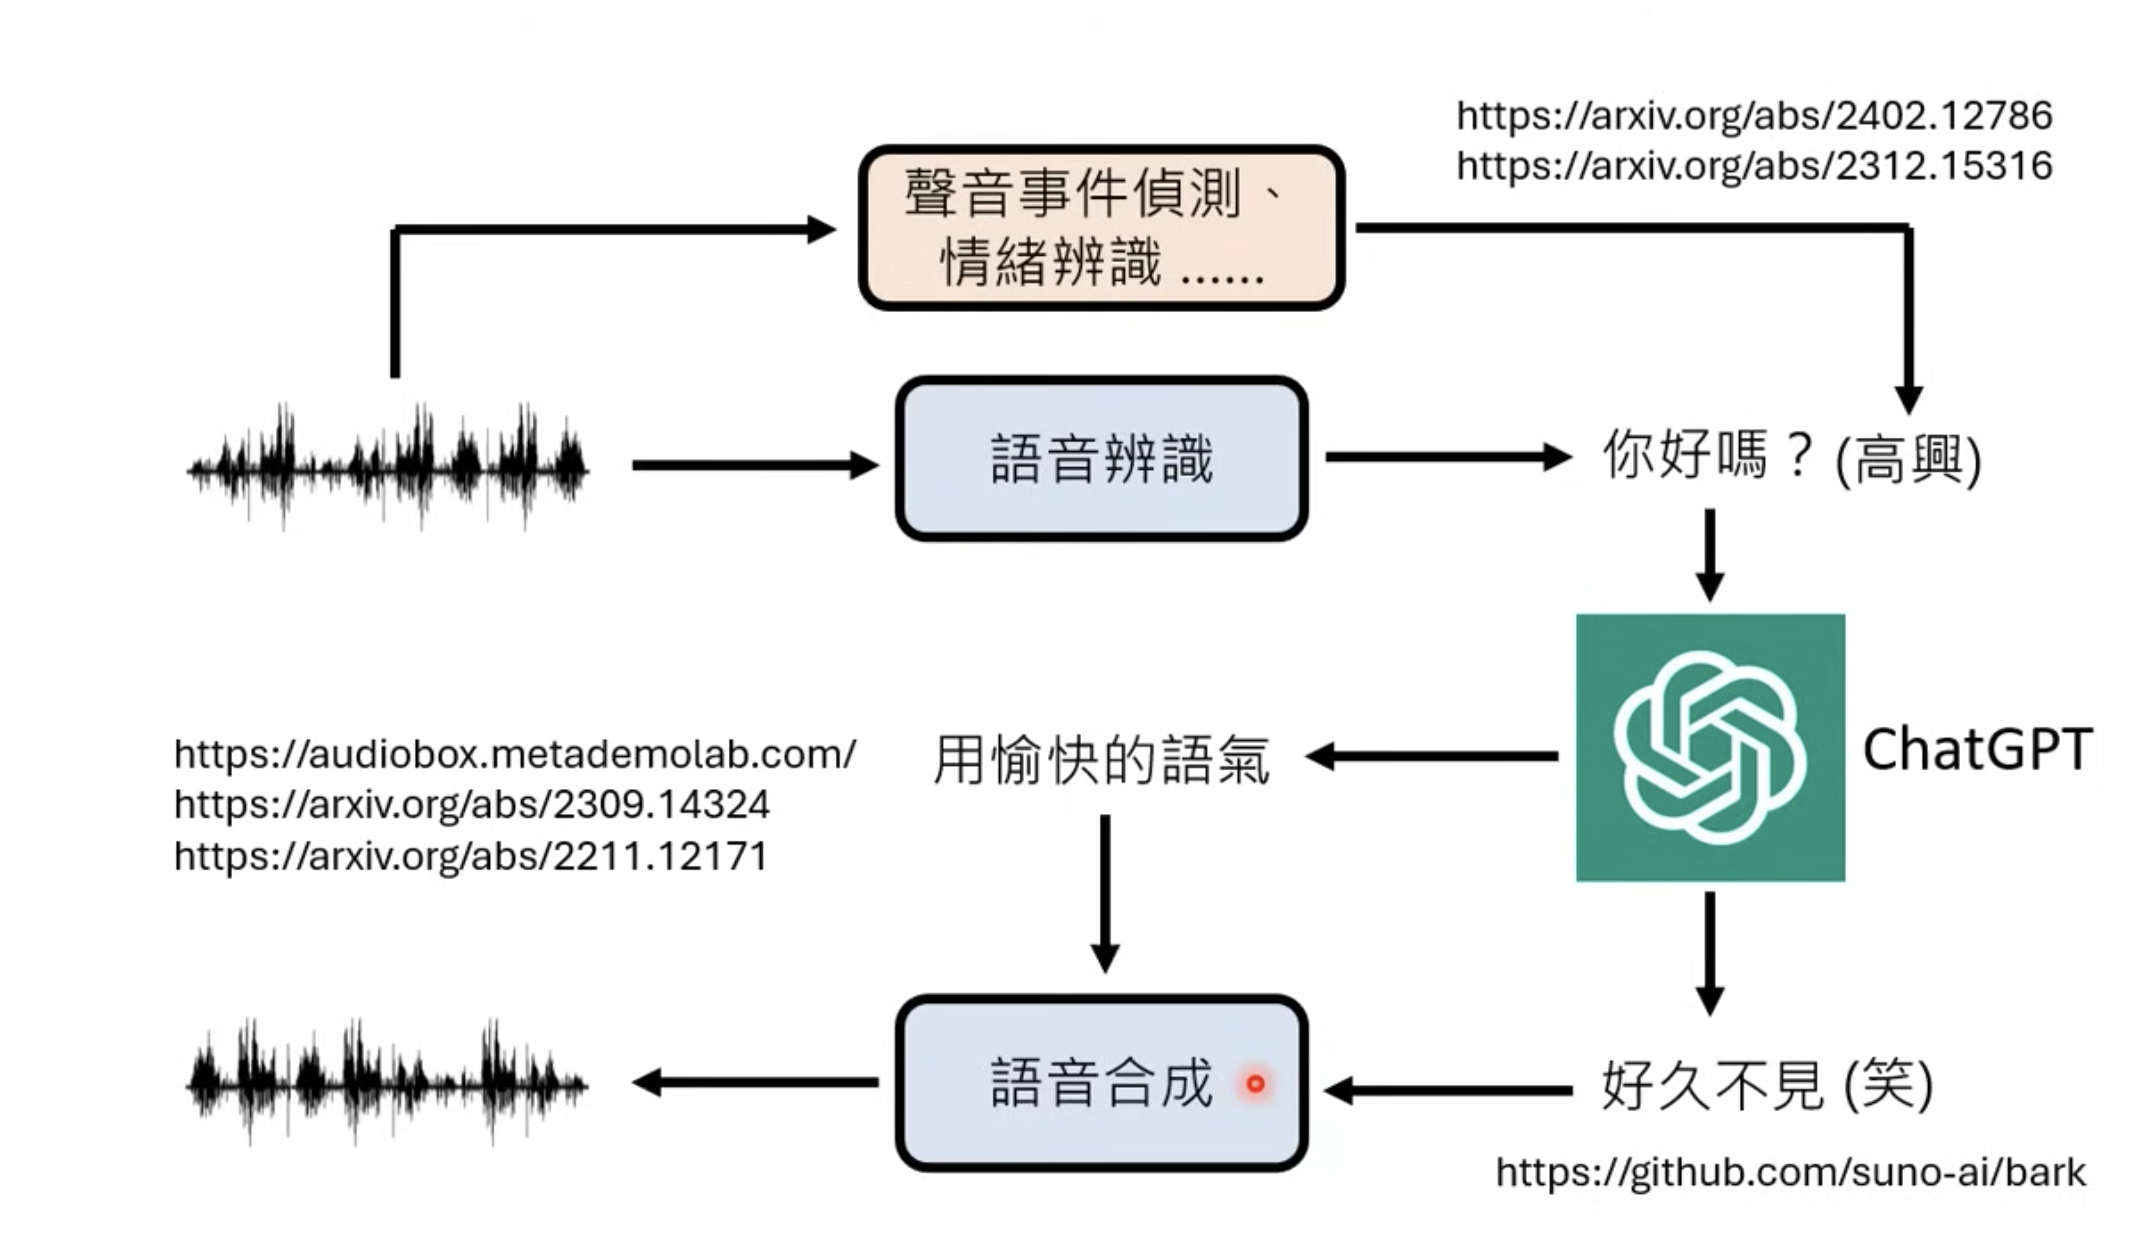 https://arxiv.org/abs/2402.12786
https://arxiv.org/abs/2312.15316
聲音事件偵測、
情緒辨識 ......
語音辨識
你好嗎？(高興)
ChatGPT
用愉快的語氣
https://audiobox.metademolab.com/
https://arxiv.org/abs/2309.14324
https://arxiv.org/abs/2211.12171
語音合成
好久不見 (笑)
https://github.com/suno-ai/bark